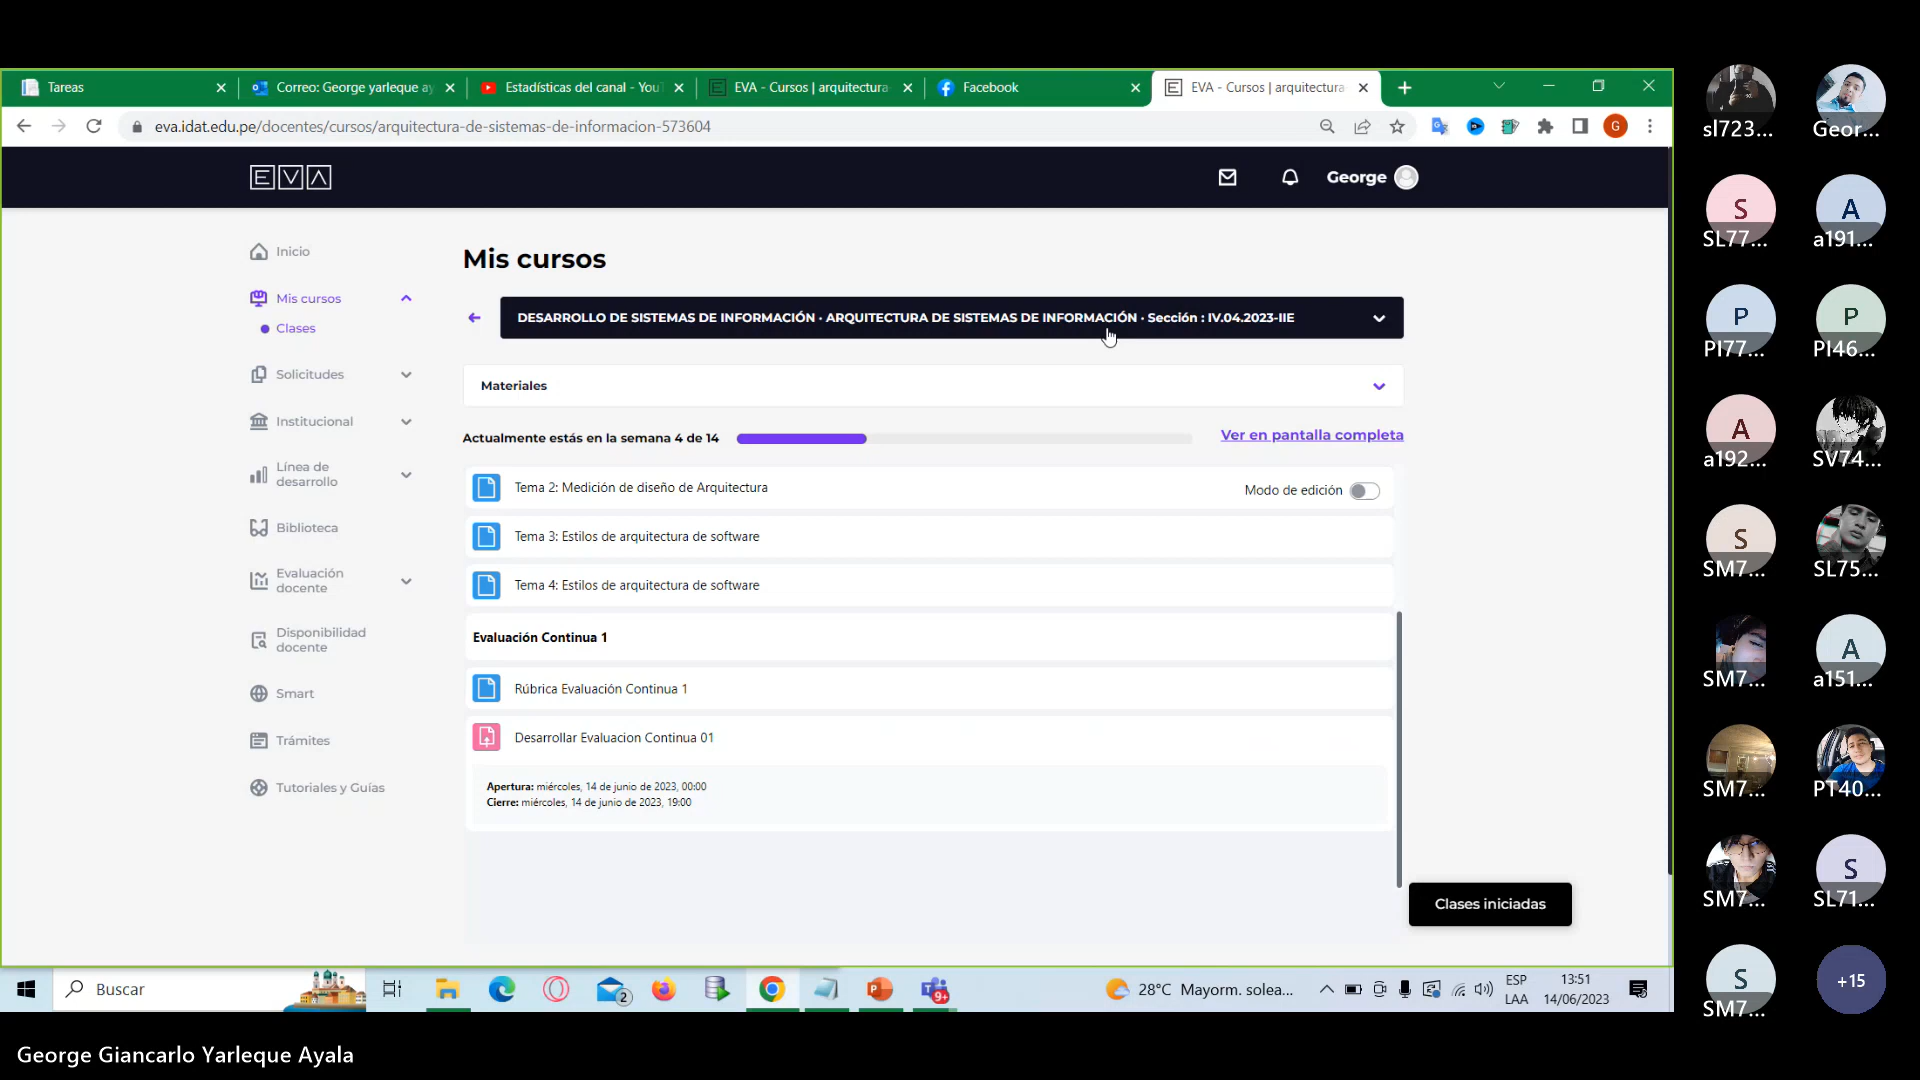 Tareas
Correo: George yarleque ay
Estadísticas del canal - YouT
EVA - Cursos | arquitectura-
Facebook
EVA - Cursos | arquitectura-
eva.idat.edu.pe/docentes/cursos/arquitectura-de-sistemas-de-informacion-573604
G
EVA
George
Inicio
Mis cursos
Clases
Solicitudes
Institucional
Línea de
desarrollo
Biblioteca
Evaluación
docente
Disponibilidad
docente
Smart
Trámites
Tutoriales y Guías
Mis cursos
DESARROLLO DE SISTEMAS DE INFORMACIÓN · ARQUITECTURA DE SISTEMAS DE INFORMACIÓN · Sección : IV.04.2023-IIE
Materiales
Actualmente estás en la semana 4 de 14
Ver en pantalla completa
Tema 2: Medición de diseño de Arquitectura
Modo de edición
Tema 3: Estilos de arquitectura de software
Tema 4: Estilos de arquitectura de software
Evaluación Continua 1
Rúbrica Evaluación Continua 1
Desarrollar Evaluacion Continua 01
Apertura: miércoles, 14 de junio de 2023, 00:00
Cierre: miércoles, 14 de junio de 2023, 19:00
Clases iniciadas
Buscar
2
9+
28°C Mayorm. solea...
ESP
LAA
13:51
14/06/2023
sl723...
Geor...
S
SL77...
A
a191...
P
PI77...
P
PI46...
A
a192...
SV74...
S
SM7...
SL75...
SM7...
A
a151...
SM7...
PT40...
SM7...
S
SL71...
S
SM7...
+15
George Giancarlo Yarleque Ayala